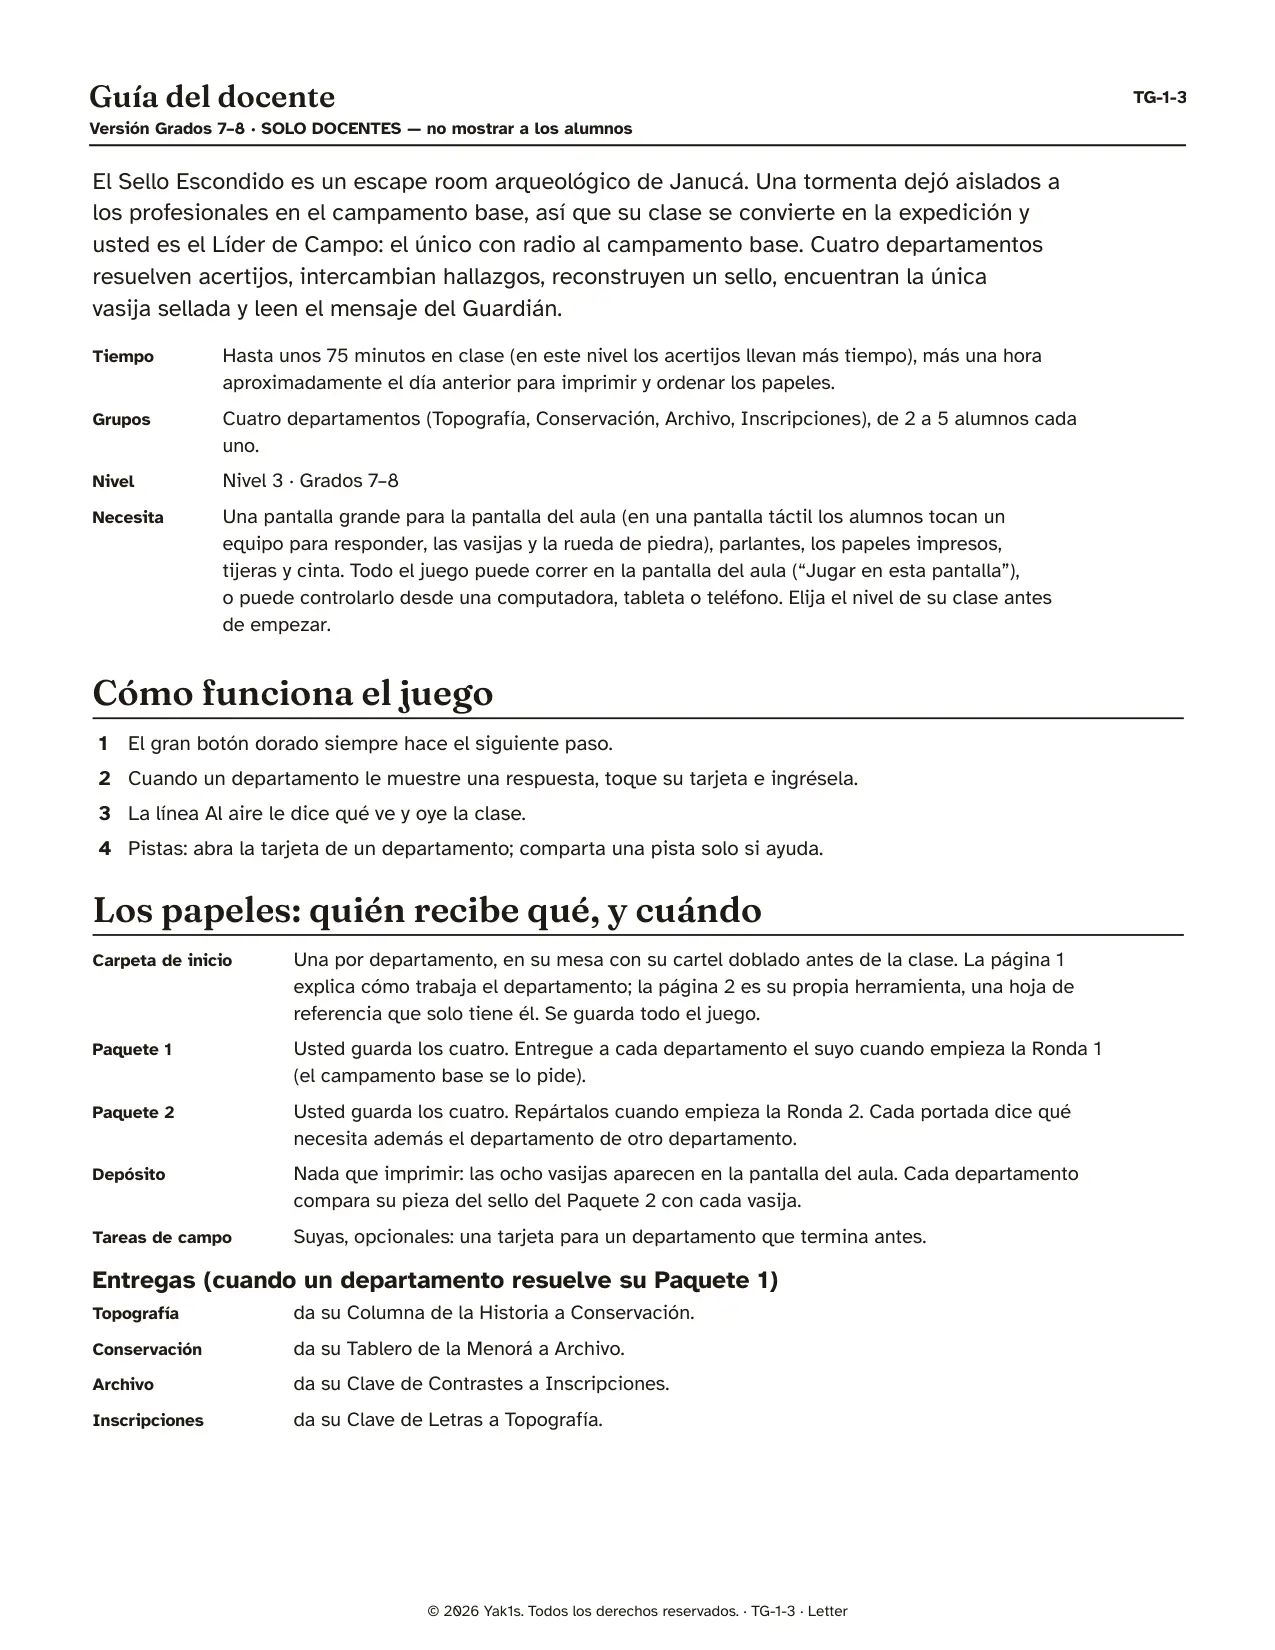 Guía del docente
TG-1-3
Versión Grados 7–8 · SOLO DOCENTES — no mostrar a los alumnos
El Sello Escondido es un escape room arqueológico de Janucá. Una tormenta dejó aislados a
los profesionales en el campamento base, así que su clase se convierte en la expedición y
usted es el Líder de Campo: el único con radio al campamento base. Cuatro departamentos
resuelven acertijos, intercambian hallazgos, reconstruyen un sello, encuentran la única
vasija sellada y leen el mensaje del Guardián.
Tiempo
Hasta unos 75 minutos en clase (en este nivel los acertijos llevan más tiempo), más una hora
aproximadamente el día anterior para imprimir y ordenar los papeles.
Grupos
Cuatro departamentos (Topografía, Conservación, Archivo, Inscripciones), de 2 a 5 alumnos cada
uno.
Nivel
Nivel 3 · Grados 7–8
Necesita
Una pantalla grande para la pantalla del aula (en una pantalla táctil los alumnos tocan un
equipo para responder, las vasijas y la rueda de piedra), parlantes, los papeles impresos,
tijeras y cinta. Todo el juego puede correr en la pantalla del aula (“Jugar en esta pantalla”),
o puede controlarlo desde una computadora, tableta o teléfono. Elija el nivel de su clase antes
de empezar.
Cómo funciona el juego
1 El gran botón dorado siempre hace el siguiente paso.
2 Cuando un departamento le muestre una respuesta, toque su tarjeta e ingrésela.
3 La línea Al aire le dice qué ve y oye la clase.
4 Pistas: abra la tarjeta de un departamento; comparta una pista solo si ayuda.
Los papeles: quién recibe qué, y cuándo
Carpeta de inicio
Una por departamento, en su mesa con su cartel doblado antes de la clase. La página 1
explica cómo trabaja el departamento; la página 2 es su propia herramienta, una hoja de
referencia que solo tiene él. Se guarda todo el juego.
Paquete 1
Usted guarda los cuatro. Entregue a cada departamento el suyo cuando empieza la Ronda 1
(el campamento base se lo pide).
Paquete 2
Usted guarda los cuatro. Repártalos cuando empieza la Ronda 2. Cada portada dice qué
necesita además el departamento de otro departamento.
Depósito
Nada que imprimir: las ocho vasijas aparecen en la pantalla del aula. Cada departamento
compara su pieza del sello del Paquete 2 con cada vasija.
Tareas de campo
Suyas, opcionales: una tarjeta para un departamento que termina antes.
Entregas (cuando un departamento resuelve su Paquete 1)
Topografía
da su Columna de la Historia a Conservación.
Conservación
da su Tablero de la Menorá a Archivo.
Archivo
da su Clave de Contrastes a Inscripciones.
Inscripciones
da su Clave de Letras a Topografía.
© 2026 Yak1s. Todos los derechos reservados. · TG-1-3 · Letter